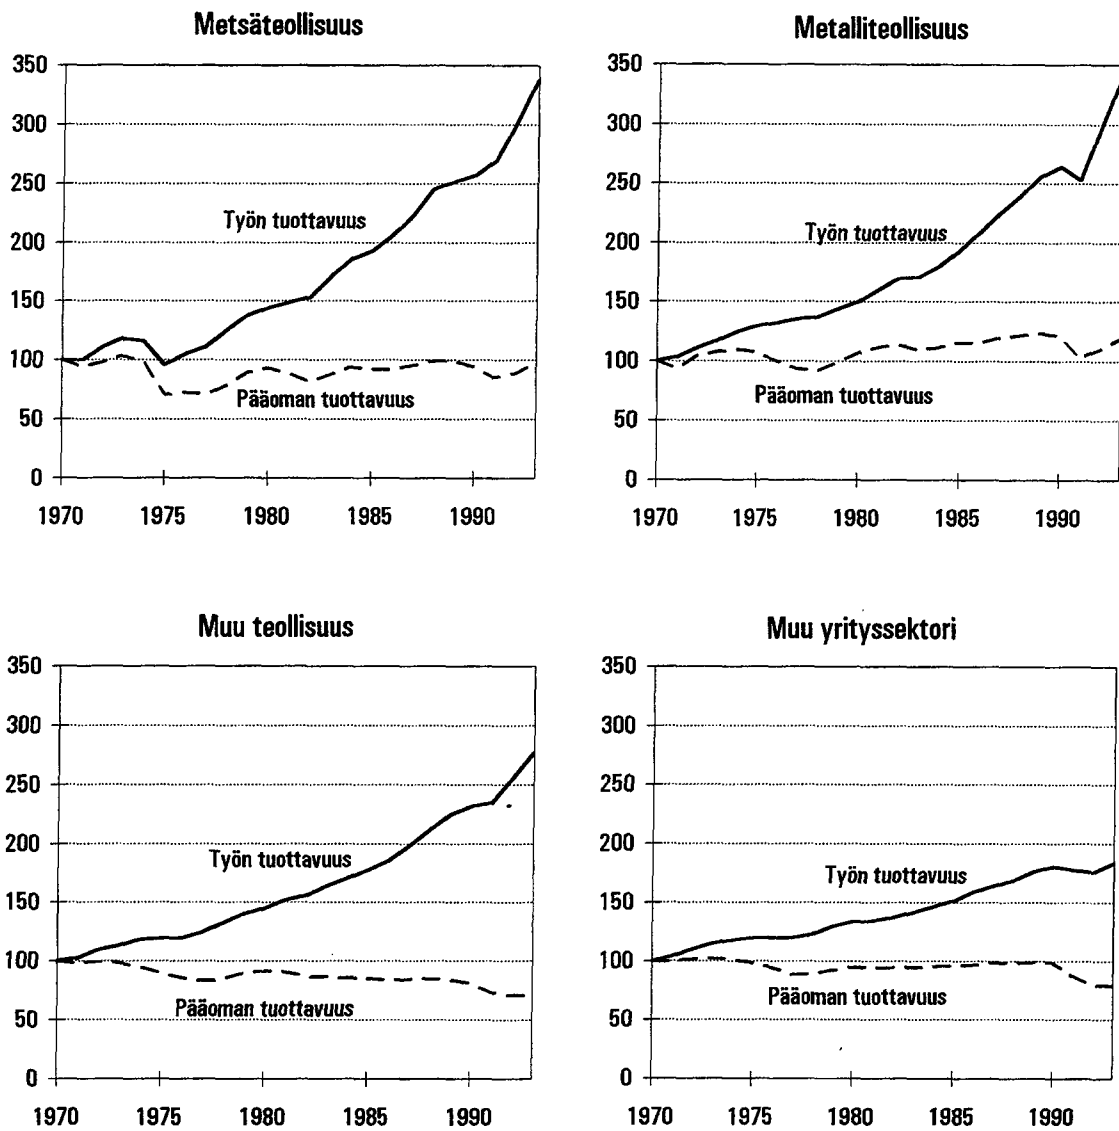 Metsäteollisuus
350
300
250
200
150
100
50
0
Työn tuottavuus
Pääoman tuottavuus
1970 1975 1980 1985 1990
Metalliteollisuus
350
300
250
200
150
100
50
0
Työn tuottavuus
Pääoman tuottavuus
1970 1975 1980 1985 1990
Muu teollisuus
350
300
250
200
150
100
50
0
Työn tuottavuus
Pääoman tuottavuus
1970 1975 1980 1985 1990
Muu yrityssektori
350
300
250
200
150
100
50
0
Työn tuottavuus
Pääoman tuottavuus
1970 1975 1980 1985 1990